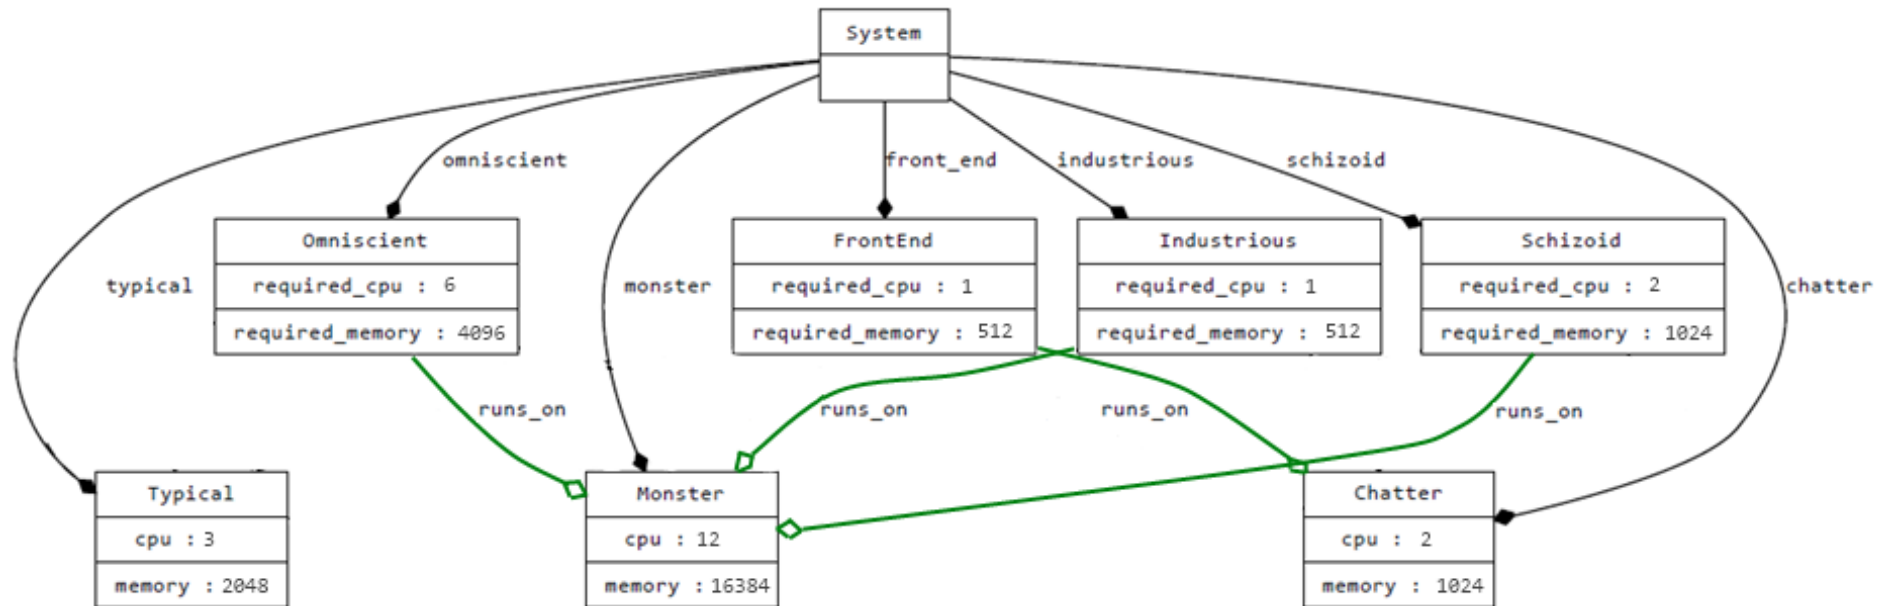 System
omniscient
front_end
industrious
schizoid
Omniscient
required_cpu : 6
required_memory : 4096
FrontEnd
required_cpu : 1
required_memory : 512
Industrious
required_cpu : 1
required_memory : 512
Schizoid
required_cpu : 2
required_memory : 1024
typical
monster
chatter
runs_on
runs_on
runs_on
runs_on
Typical
cpu : 3
memory : 2048
Monster
cpu : 12
memory : 16384
Chatter
cpu : 2
memory : 1024